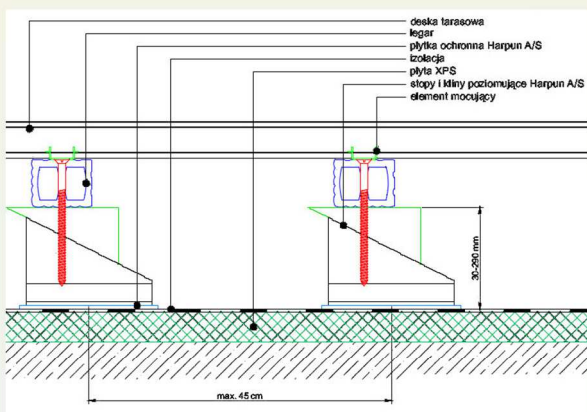 deska tarasowa
legar
płytka ochronna Harpun A/S
izolacja
płyta XPS
stopy i kliny poziomujące Harpun A/S
element mocujący
30-290 mm
max. 45 cm